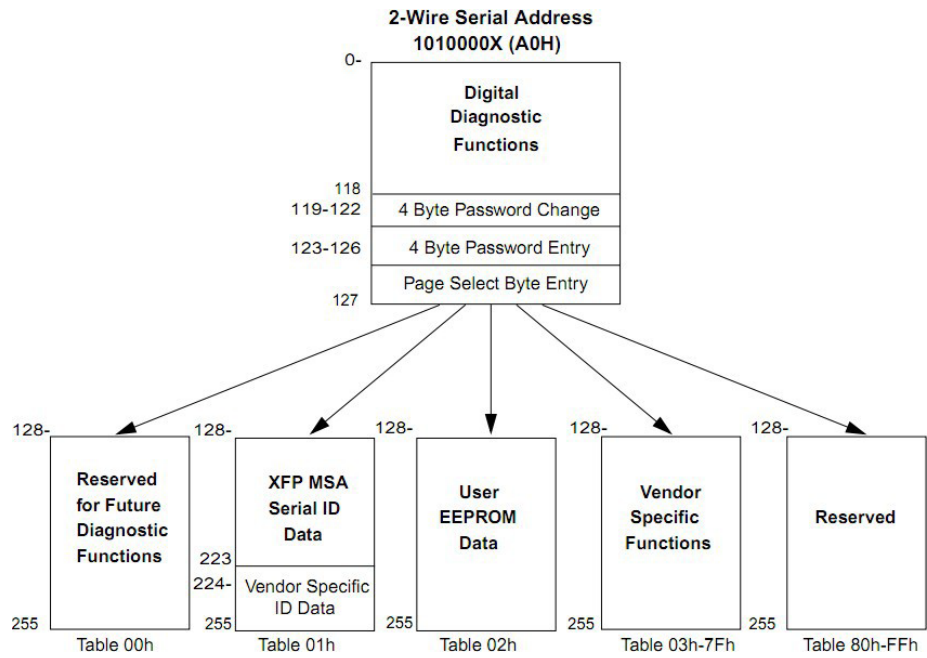 2-Wire Serial Address
1010000X (A0H)
0-
Digital
Diagnostic
Functions
118
119-122
4 Byte Password Change
123-126
4 Byte Password Entry
Page Select Byte Entry
127
128-
128-
128-
128-
128-
Reserved
for Future
Diagnostic
Functions
XFP MSA
Serial ID
Data
User
EEPROM
Data
Vendor
Specific
Functions
Reserved
223
224-
Vendor Specific
ID Data
255
255
255
255
255
Table 00h
Table 01h
Table 02h
Table 03h-7Fh
Table 80h-FFh